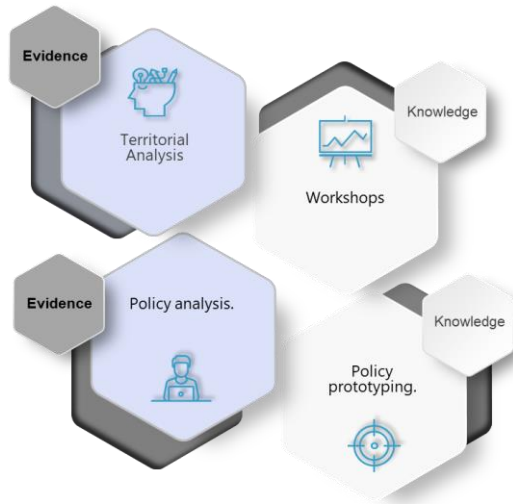 Evidence
Territorial
Analysis
Knowledge
Workshops
Evidence
Policy analysis.
Knowledge
Policy
prototyping.